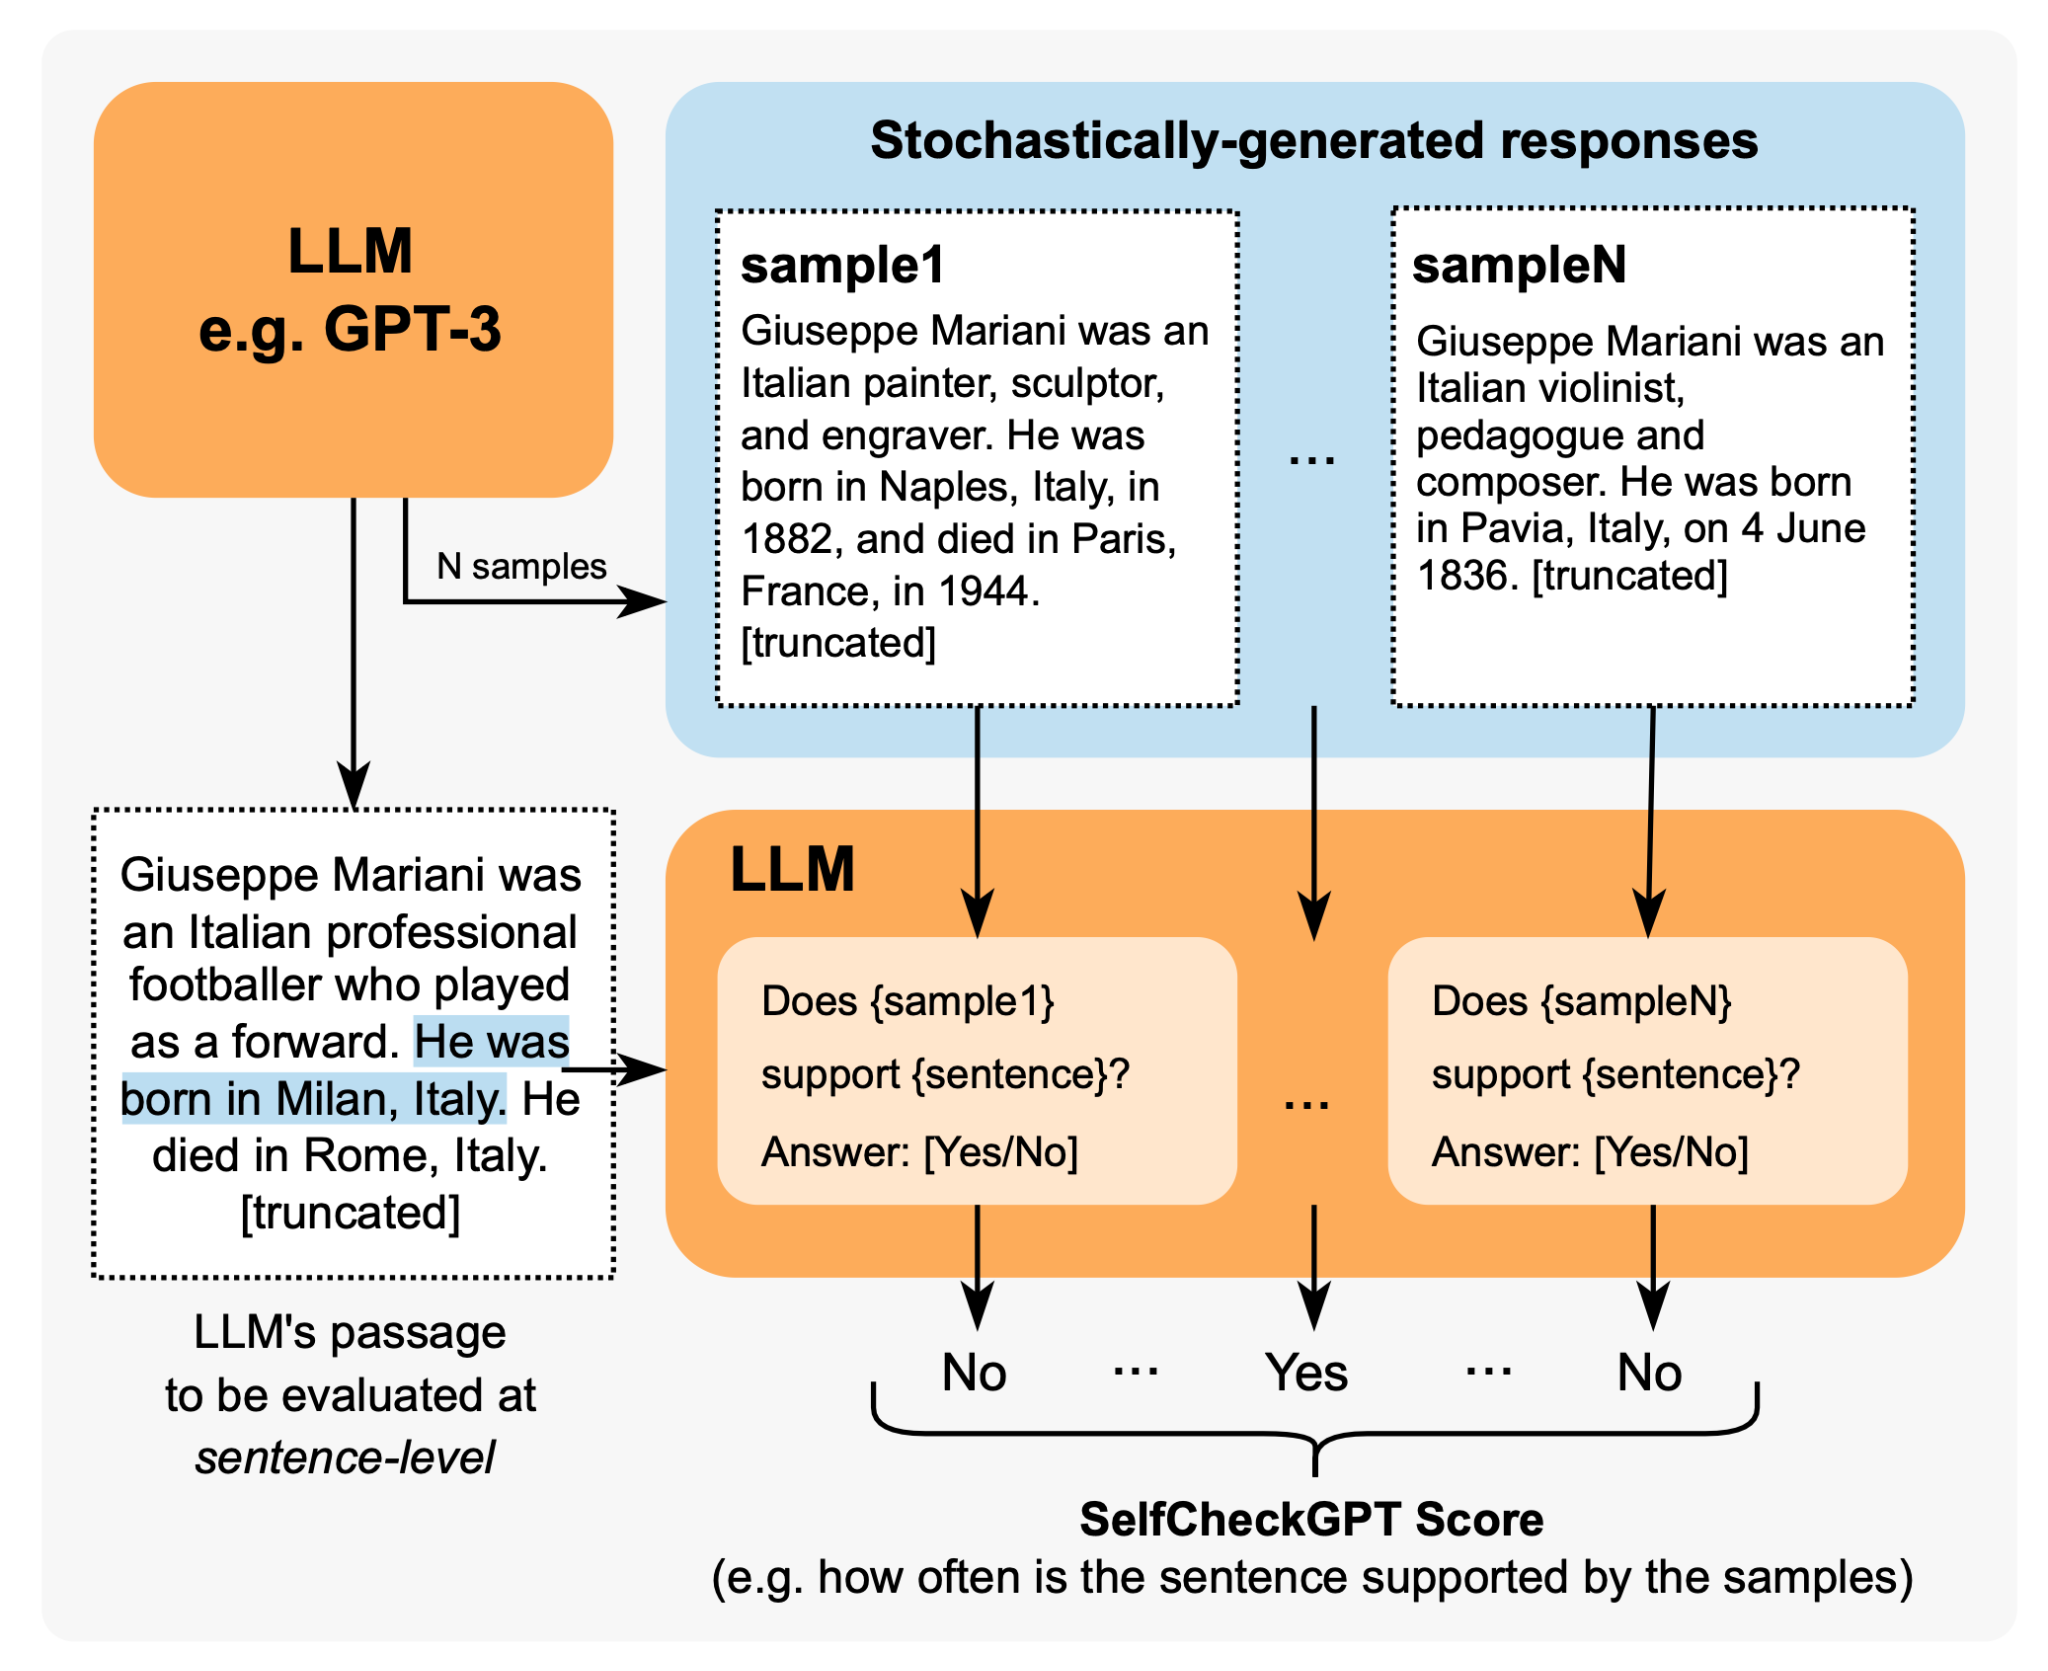 LLM
e.g. GPT-3
N samples
Stochastically-generated responses
sample1
Giuseppe Mariani was an
Italian painter, sculptor,
and engraver. He was
born in Naples, Italy, in
1882, and died in Paris,
France, in 1944.
[truncated]
...
sampleN
Giuseppe Mariani was an
Italian violinist,
pedagogue and
composer. He was born
in Pavia, Italy, on 4 June
1836. [truncated]
Giuseppe Mariani was
an Italian professional
footballer who played
as a forward. He was
born in Milan, Italy. He
died in Rome, Italy.
[truncated]
LLM's passage
to be evaluated at
sentence-level
LLM
Does {sample1}
support {sentence}?
Answer: [Yes/No]
...
Does {sampleN}
support {sentence}?
Answer: [Yes/No]
No ... Yes ... No
SelfCheckGPT Score
(e.g. how often is the sentence supported by the samples)